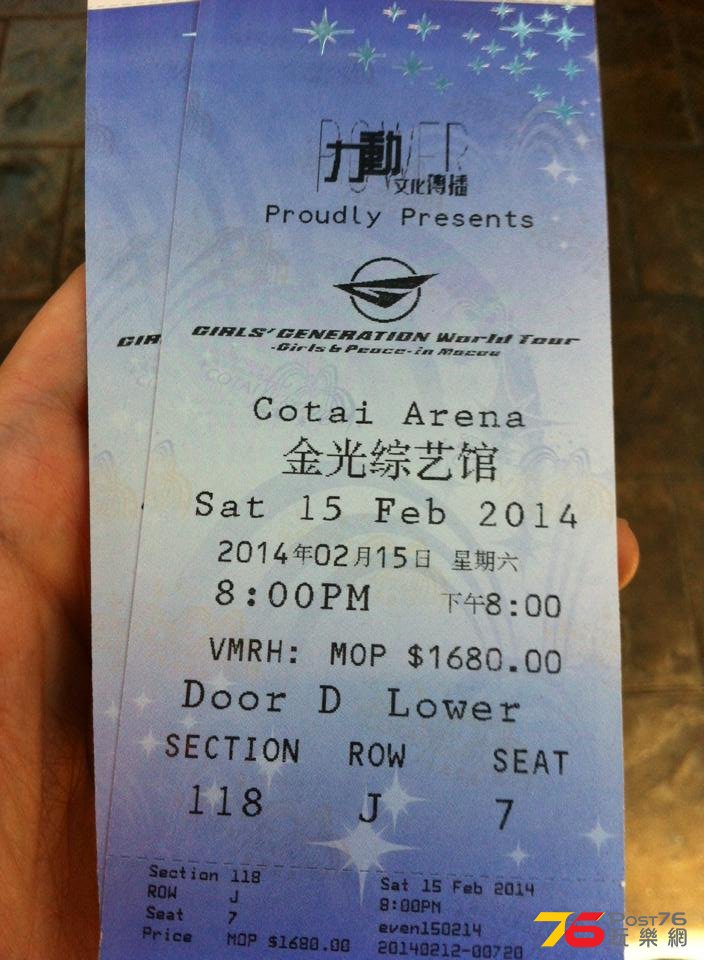 POWER
力動
文化傳播
Proudly Presents
GIRLS' GENERATION World Tour
-Girls & Peace- in Macau
GIR
Cotai Arena
金光综艺馆
Sat 15 Feb 2014
2014年02月15日 星期六
8:00PM 下午8:00
VMRH: MOP $1680.00
Door D Lower
SECTION ROW SEAT
118 J 7
Section 118
ROW J
Seat 7
Price MOP $1680.00
Sat 15 Feb 2014
8:00PM
even150214
20140212-00720
76 Post76
玩樂網